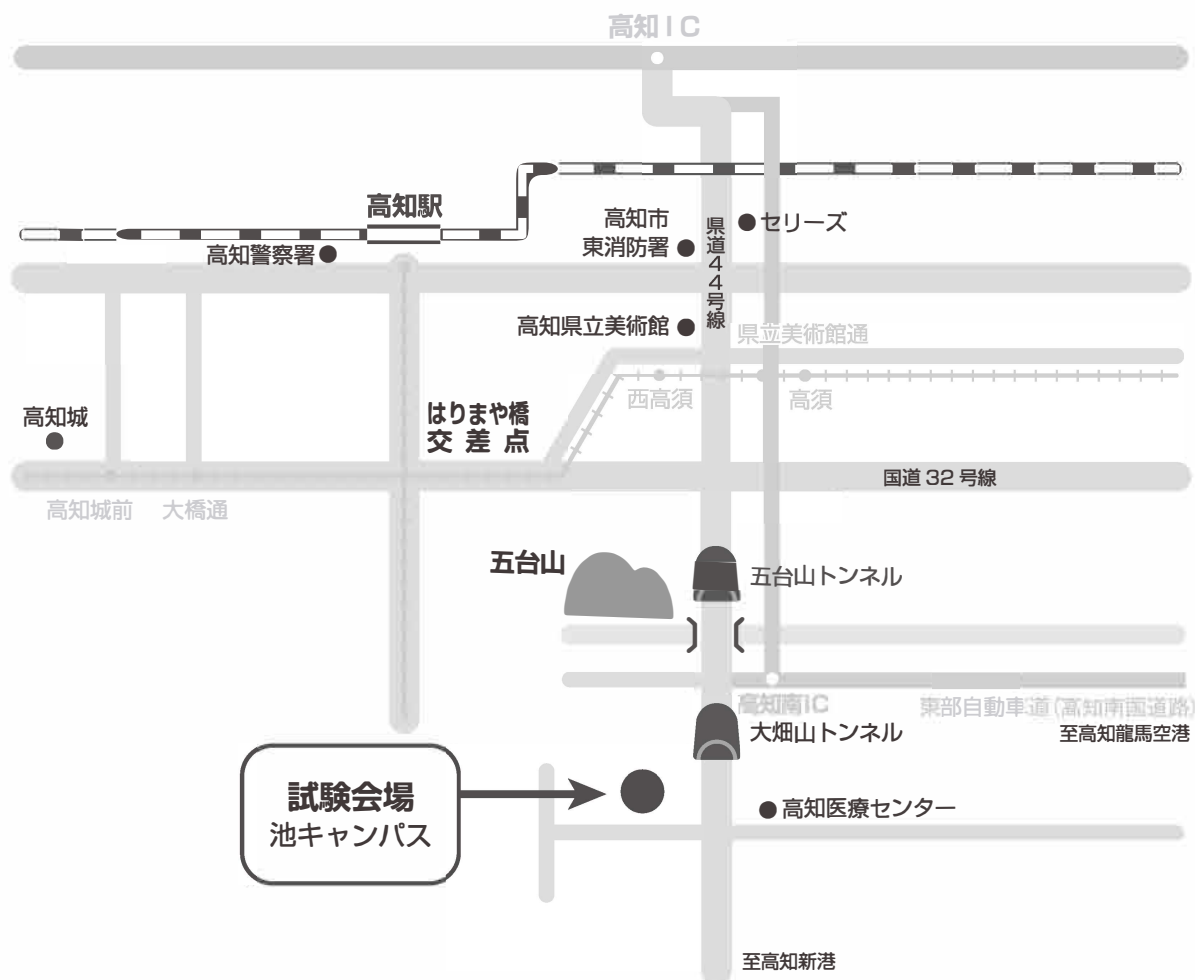 高知IC
高知駅
高知市
東消防署
県道44号線
セリーズ
高知警察署
高知県立美術館
県立美術館通
西高須
高須
高知城
はりまや橋
交差点
国道32号線
高知城前
大橋通
五台山
五台山トンネル
高知南IC
東部自動車道(高知南国道路)
大畑山トンネル
至高知龍馬空港
試験会場
池キャンパス
高知医療センター
至高知新港